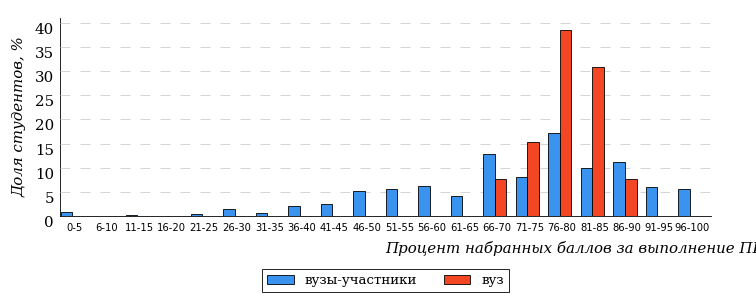 Доля студентов, %
40
35
30
25
20
15
10
5
0
0-5 6-10 11-15 16-20 21-25 26-30 31-35 36-40 41-45 46-50 51-55 56-60 61-65 66-70 71-75 76-80 81-85 86-90 91-95 96-100
Процент набранных баллов за выполнение
вузы-участники вуз